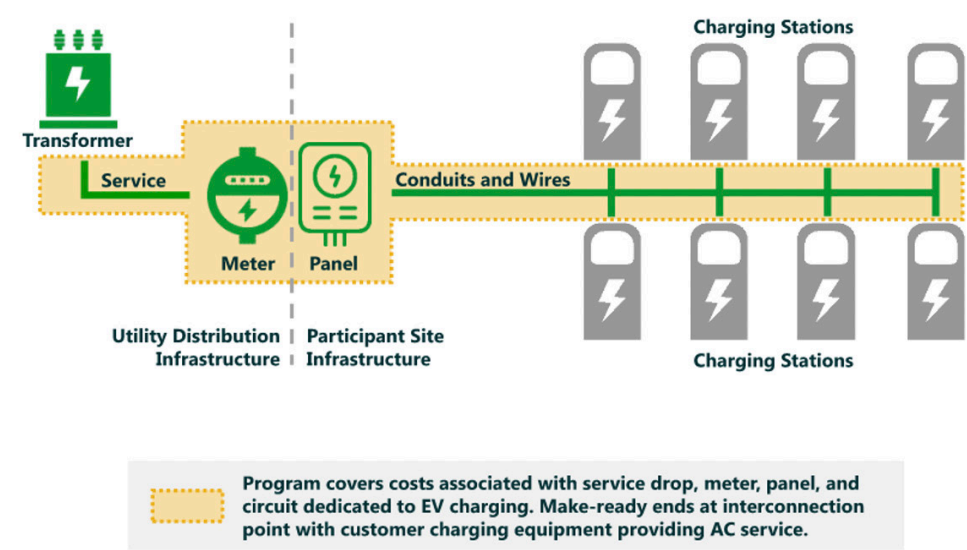 Charging Stations
Transformer
Service
Conduits and Wires
Meter
Panel
Utility Distribution
Infrastructure
Participant Site
Infrastructure
Charging Stations
Program covers costs associated with service drop, meter, panel, and
circuit dedicated to EV charging. Make-ready ends at interconnection
point with customer charging equipment providing AC service.